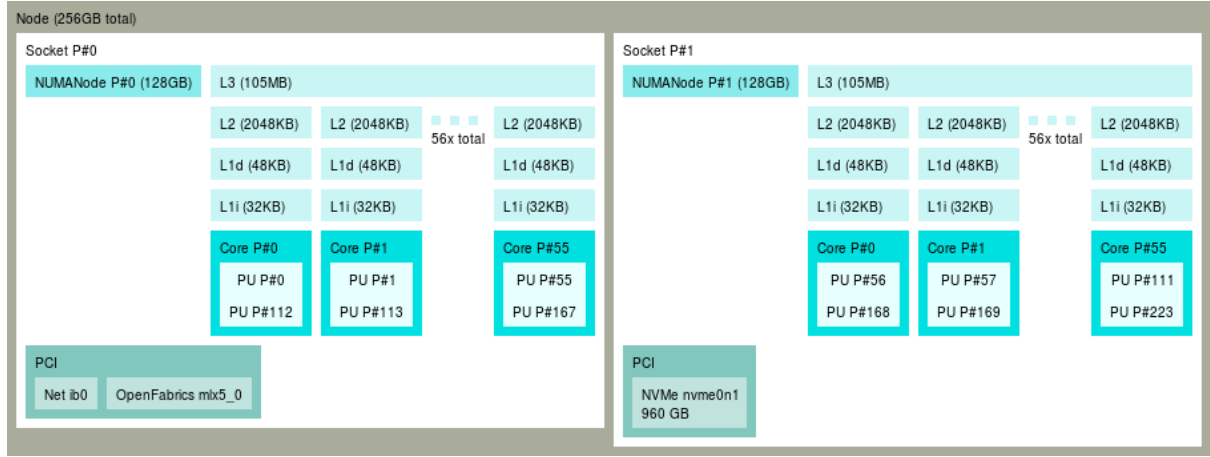 Node (256GB total)
Socket P#0
NUMANode P#0 (128GB)
L3 (105MB)
L2 (2048KB)
L2 (2048KB)
56x total
L2 (2048KB)
L1d (48KB)
L1d (48KB)
L1d (48KB)
L1i (32KB)
L1i (32KB)
L1i (32KB)
Core P#0
PU P#0
PU P#112
Core P#1
PU P#1
PU P#113
Core P#55
PU P#55
PU P#167
PCI
Net ib0
OpenFabrics mlx5_0
Socket P#1
NUMANode P#1 (128GB)
L3 (105MB)
L2 (2048KB)
L2 (2048KB)
56x total
L2 (2048KB)
L1d (48KB)
L1d (48KB)
L1d (48KB)
L1i (32KB)
L1i (32KB)
L1i (32KB)
Core P#0
PU P#56
PU P#168
Core P#1
PU P#57
PU P#169
Core P#55
PU P#111
PU P#223
PCI
NVMe nvme0n1
960 GB